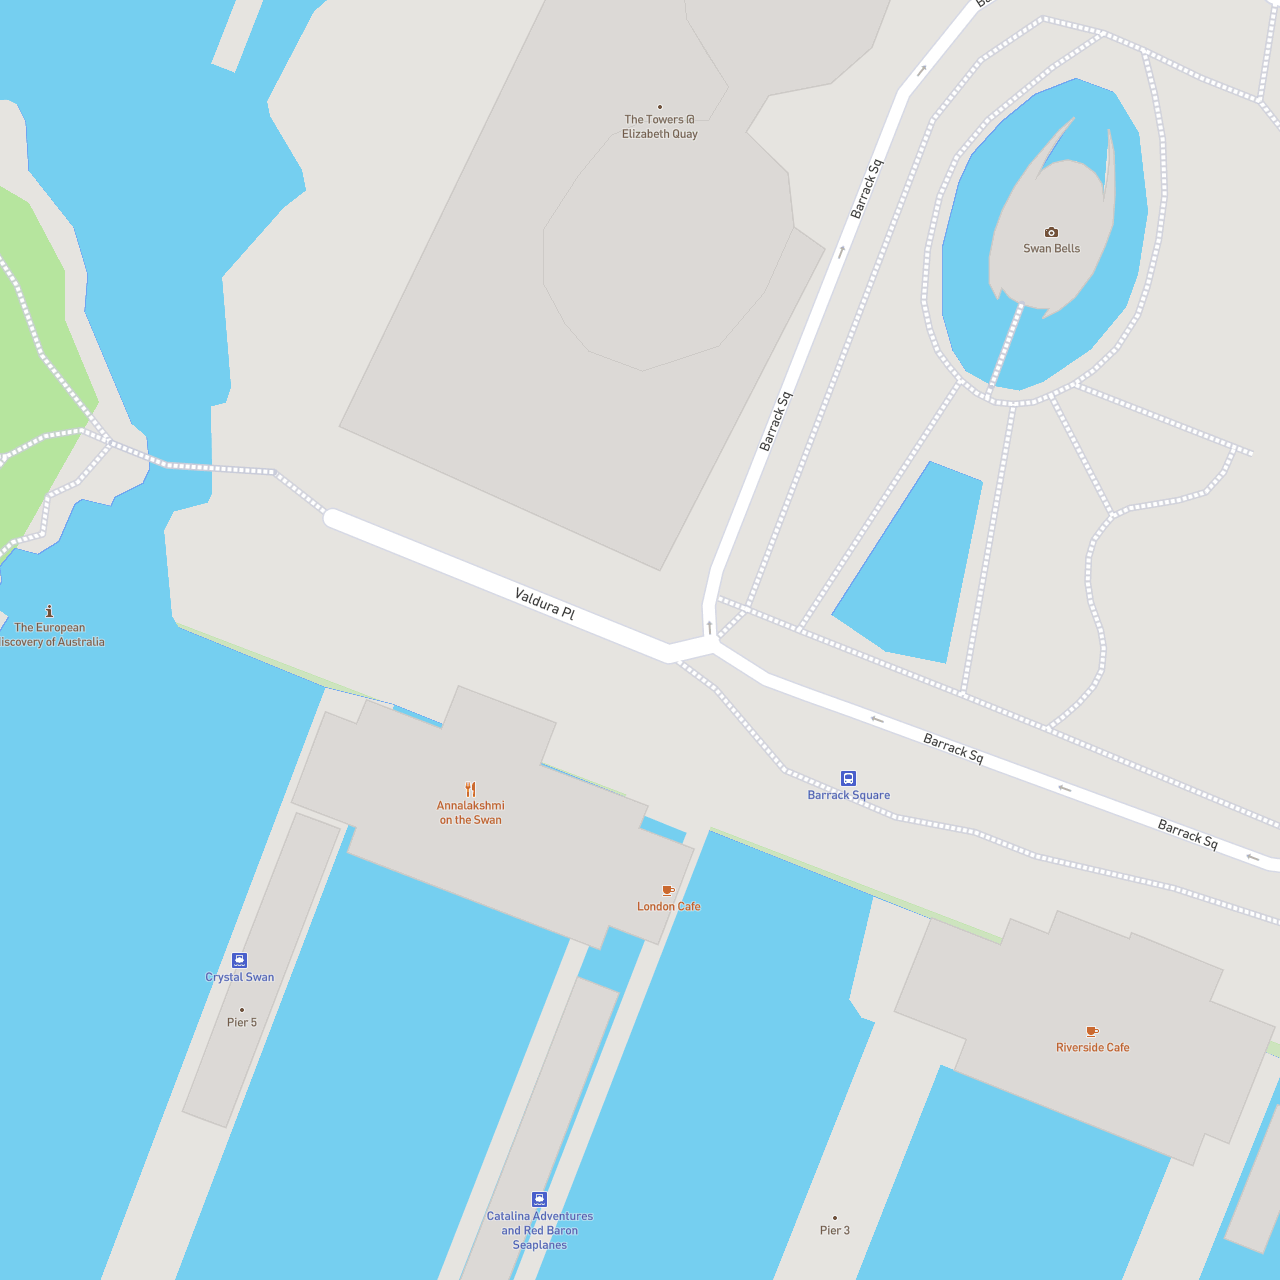 Ba
The Towers @
Elizabeth Quay
Barrack Sq
Swan Bells
Barrack Sq
Valdura Pl
The European
iscovery of Australia
Barrack Sq
Barrack Square
Annalakshmi
on the Swan
Barrack Sq
London Cafe
Crystal Swan
Pier 5
Riverside Cafe
Catalina Adventures
and Red Baron
Seaplanes
Pier 3